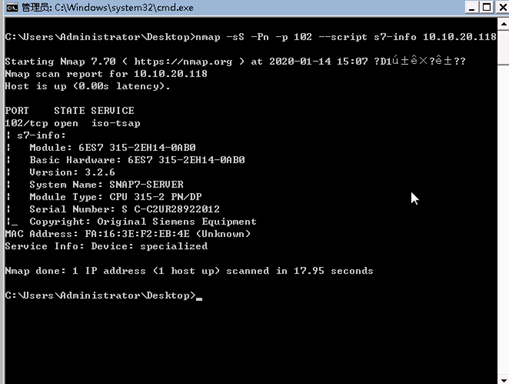 管理员: C:\Windows\system32\cmd.exe
C:\Users\Administrator\Desktop>nmap -sS -Pn -p 102 --script s7-info 10.10.20.118
Starting Nmap 7.70 ( https://nmap.org ) at 2020-01-14 15:07 ?D1ú±ê×?ê±??
Nmap scan report for 10.10.20.118
Host is up (0.00s latency).
PORT    STATE SERVICE
102/tcp open  iso-tsap
| s7-info:
|   Module: 6ES7 315-2EH14-0AB0
|   Basic Hardware: 6ES7 315-2EH14-0AB0
|   Version: 3.2.6
|   System Name: SNAP7-SERVER
|   Module Type: CPU 315-2 PN/DP
|   Serial Number: S C-C2UR28922012
|_  Copyright: Original Siemens Equipment
MAC Address: FA:16:3E:F2:EB:4E (Unknown)
Service Info: Device: specialized
Nmap done: 1 IP address (1 host up) scanned in 17.95 seconds
C:\Users\Administrator\Desktop>_